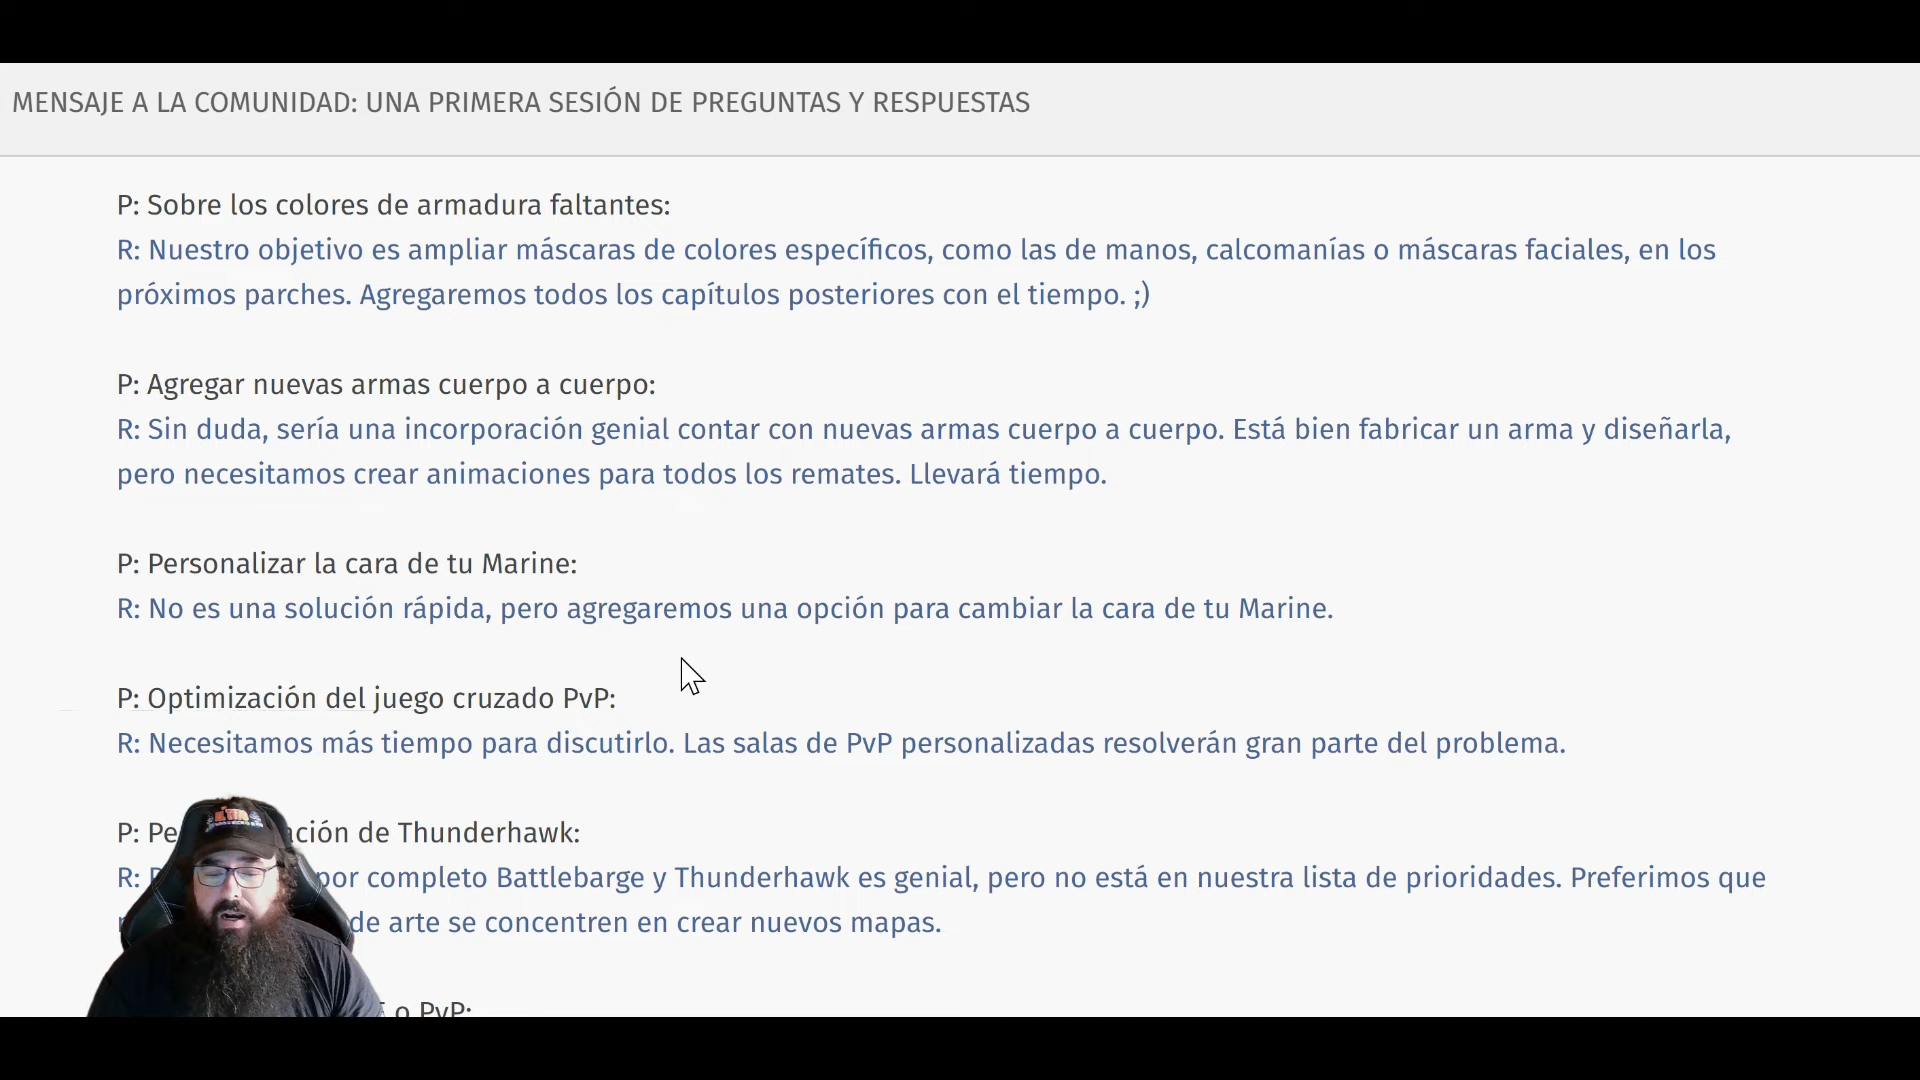 MENSAJE A LA COMUNIDAD: UNA PRIMERA SESIÓN DE PREGUNTAS Y RESPUESTAS
P: Sobre los colores de armadura faltantes:
R: Nuestro objetivo es ampliar máscaras de colores específicos, como las de manos, calcomanías o máscaras faciales, en los
próximos parches. Agregaremos todos los capítulos posteriores con el tiempo. ;)
P: Agregar nuevas armas cuerpo a cuerpo:
R: Sin duda, sería una incorporación genial contar con nuevas armas cuerpo a cuerpo. Está bien fabricar un arma y diseñarla,
pero necesitamos crear animaciones para todos los remates. Llevará tiempo.
P: Personalizar la cara de tu Marine:
R: No es una solución rápida, pero agregaremos una opción para cambiar la cara de tu Marine.
P: Optimización del juego cruzado PvP:
R: Necesitamos más tiempo para discutirlo. Las salas de PvP personalizadas resolverán gran parte del problema.
P: de Thunderhawk:
R: por completo Battlebarge y Thunderhawk es genial, pero no está en nuestra lista de prioridades. Preferimos que
de arte se concentren en crear nuevos mapas.
o PvP: